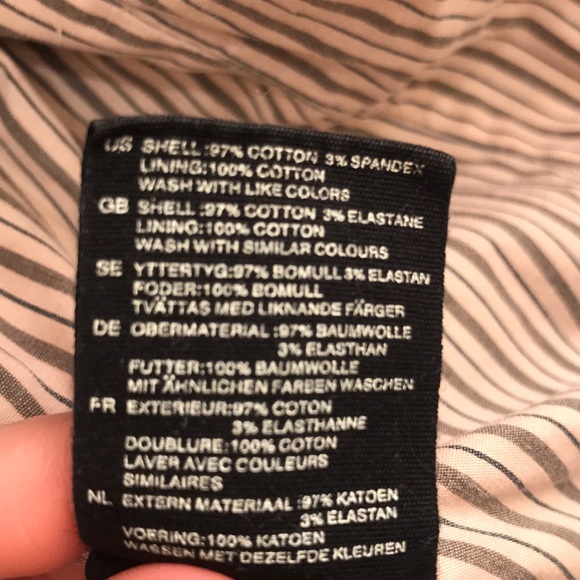 US SHELL:97% COTTON 3% SPANDEX
LINING:100% COTTON
WASH WITH LIKE COLORS
GB SHELL:97% COTTON 3% ELASTANE
LINING:100% COTTON
WASH WITH SIMILAR COLOURS
SE YTTERTYG:97% BOMULL 3% ELASTAN
FODER:100% BOMULL
TVÄTTAS MED LIKNANDE FÄRGER
DE OBERMATERIAL:97% BAUMWOLLE
3% ELASTHAN
FUTTER:100% BAUMWOLLE
MIT ÄHNLICHEN FARBEN WASCHEN
FR EXTERIEUR:97% COTON
3% ELASTHANNE
DOUBLURE:100% COTON
LAVER AVEC COULEURS
SIMILAIRES
NL EXTERN MATERIAAL:97% KATOEN
3% ELASTAN
VOERING:100% KATOEN
WASSEN MET DEZELFDE KLEUREN